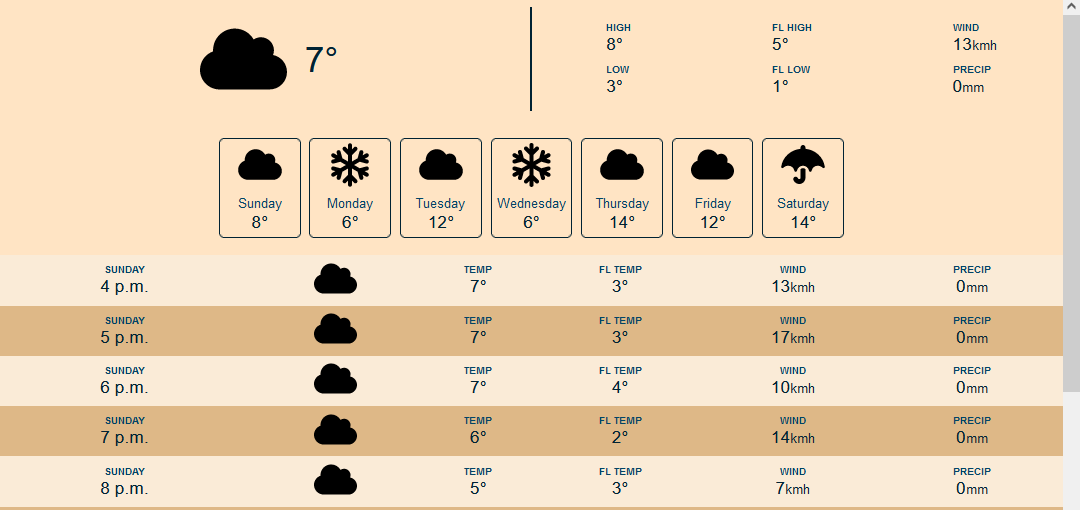 7°
HIGH FL HIGH WIND
8° 5° 13kmh
LOW FL LOW PRECIP
3° 1° 0mm
Sunday Monday Tuesday Wednesday Thursday Friday Saturday
8° 6° 12° 6° 14° 12° 14°
SUNDAY TEMP FL TEMP WIND PRECIP
4 p.m. 7° 3° 13kmh 0mm
SUNDAY TEMP FL TEMP WIND PRECIP
5 p.m. 7° 3° 17kmh 0mm
SUNDAY TEMP FL TEMP WIND PRECIP
6 p.m. 7° 4° 10kmh 0mm
SUNDAY TEMP FL TEMP WIND PRECIP
7 p.m. 6° 2° 14kmh 0mm
SUNDAY TEMP FL TEMP WIND PRECIP
8 p.m. 5° 3° 7kmh 0mm